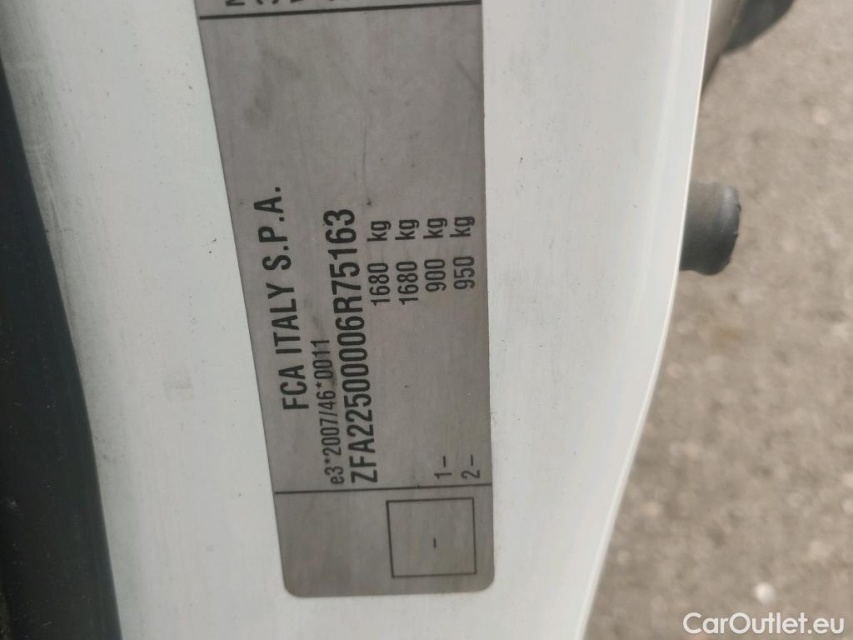 FCA ITALY S.P.A.
e3*2007/46*0011
ZFA22500006R75163
1680 kg
1680 kg
1– 900 kg
2– 950 kg
-
CarOutlet.eu